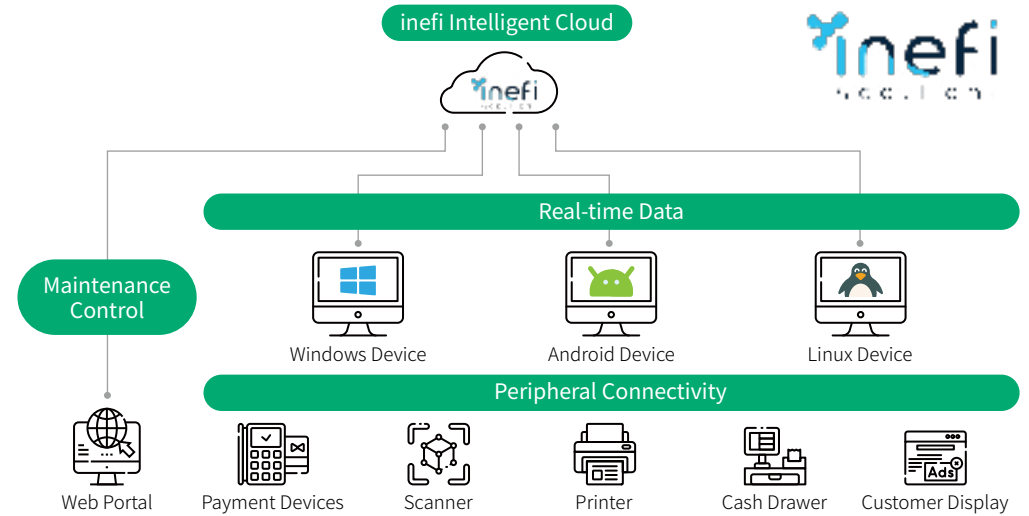 inefi Intelligent Cloud
inefi
inefi
Real-time Data
Maintenance
Control
Windows Device
Android Device
Linux Device
Peripheral Connectivity
Ads
Web Portal
Payment Devices
Scanner
Printer
Cash Drawer
Customer Display